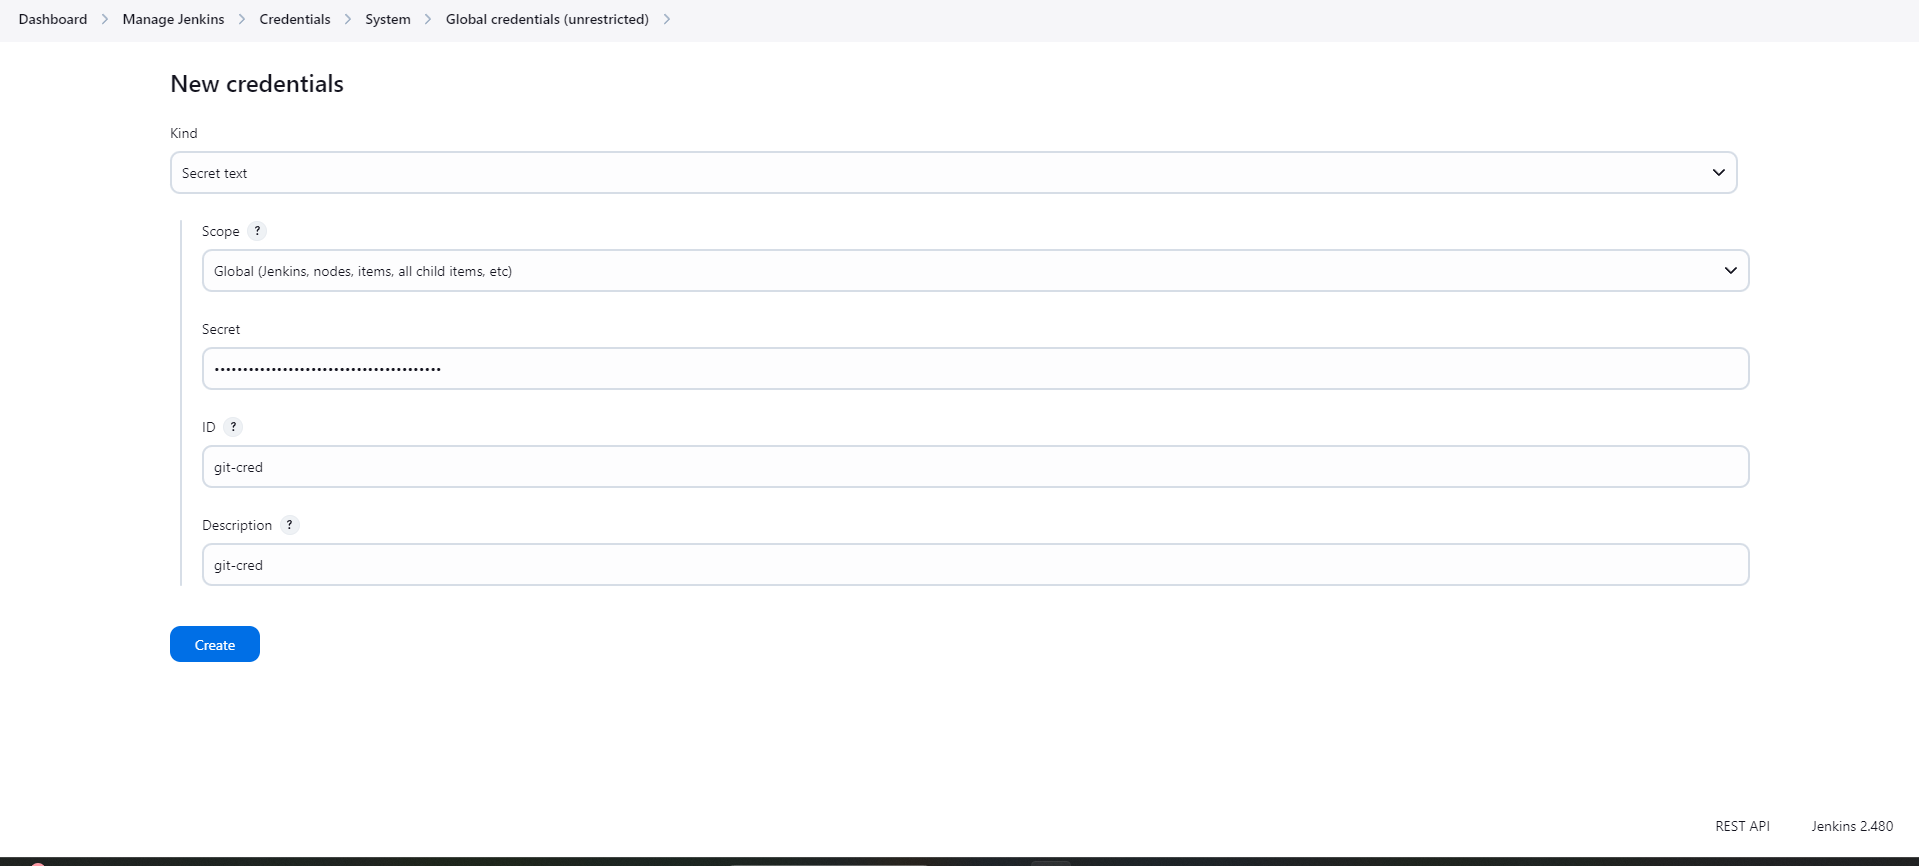 Dashboard > Manage Jenkins > Credentials > System > Global credentials (unrestricted) >
New credentials
Kind
Secret text
Scope ?
Global (Jenkins, nodes, items, all child items, etc)
Secret
••••••••••••••••••••••••••••••••••••••••
ID ?
git-cred
Description ?
git-cred
Create
REST API Jenkins 2.480